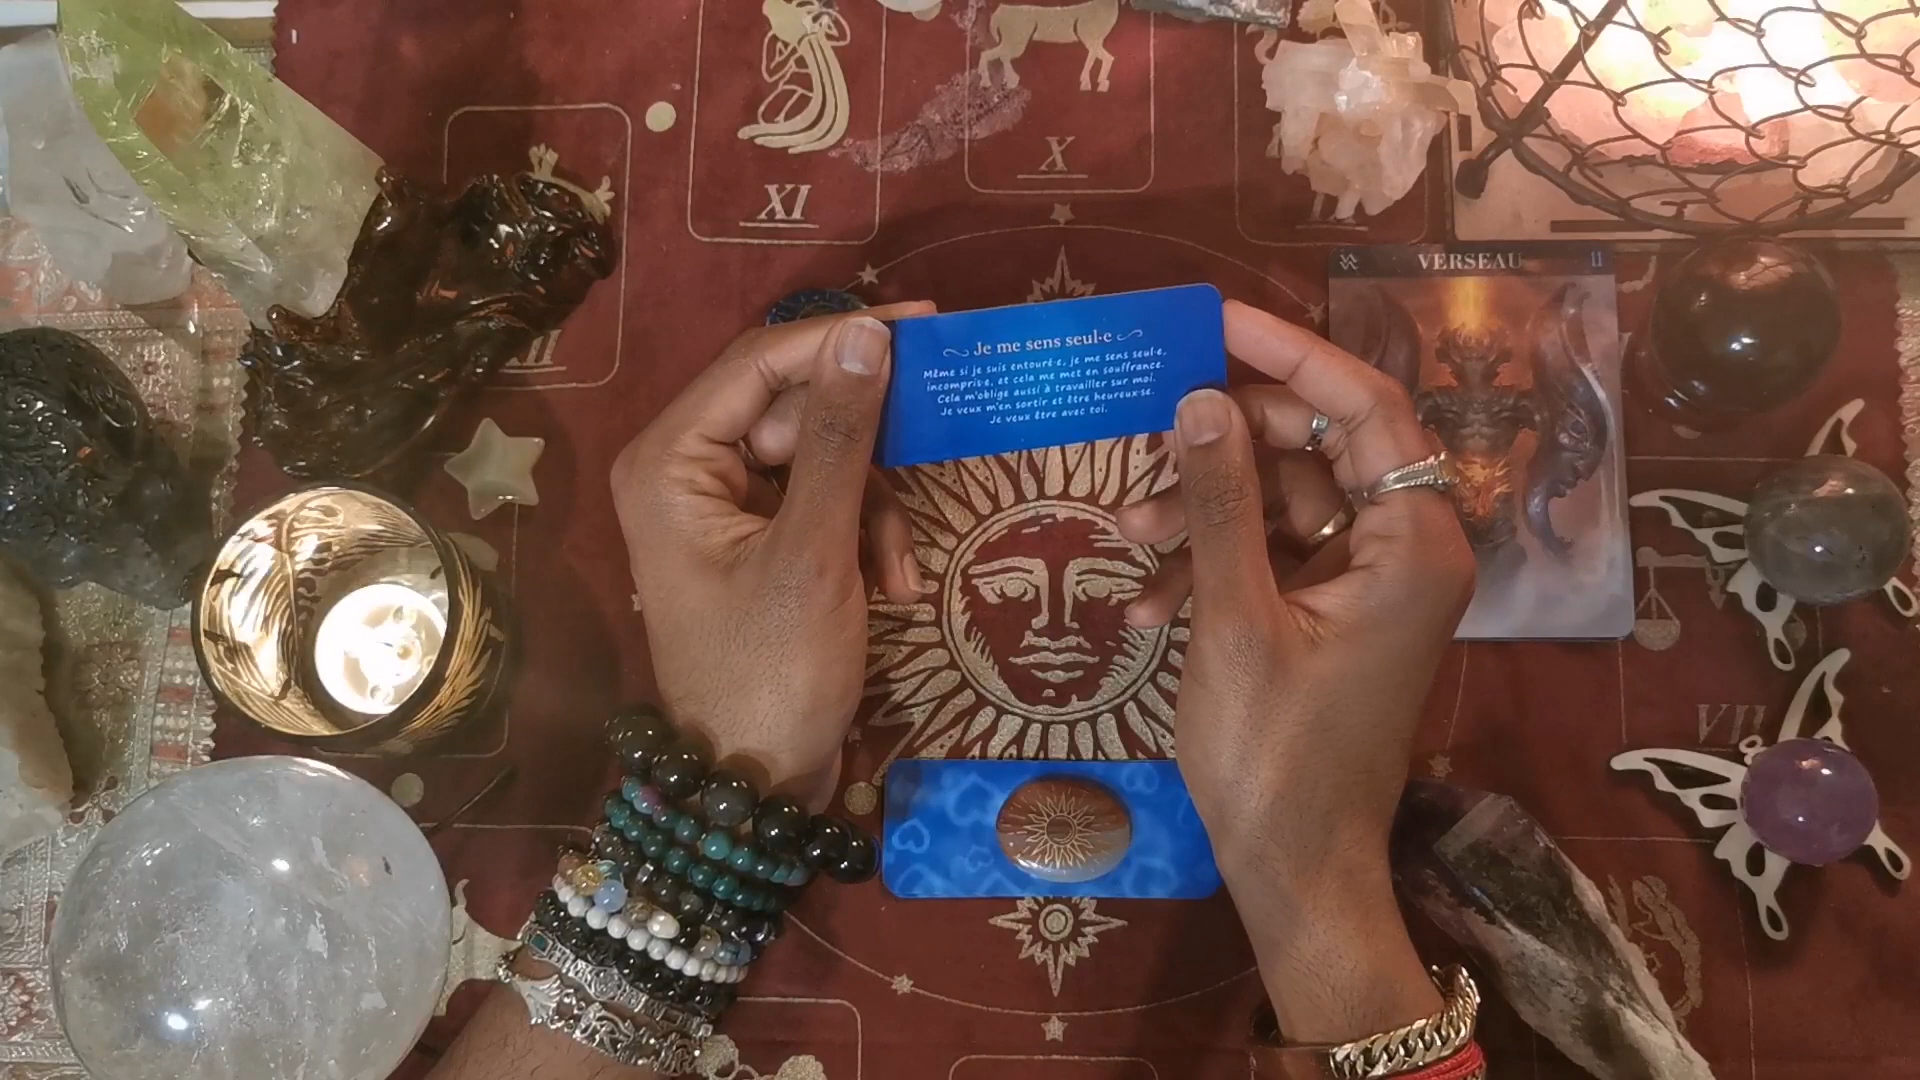 XI
X
VERSEAU 11
Je me sens seul·e
Même si je suis entouré·e, je me sens seul·e,
incompris·e, et cela me met en souffrance.
Cela m'oblige aussi à travailler sur moi.
Je veux m'en sortir et être heureux·se.
Je veux être avec toi.
XII
VII